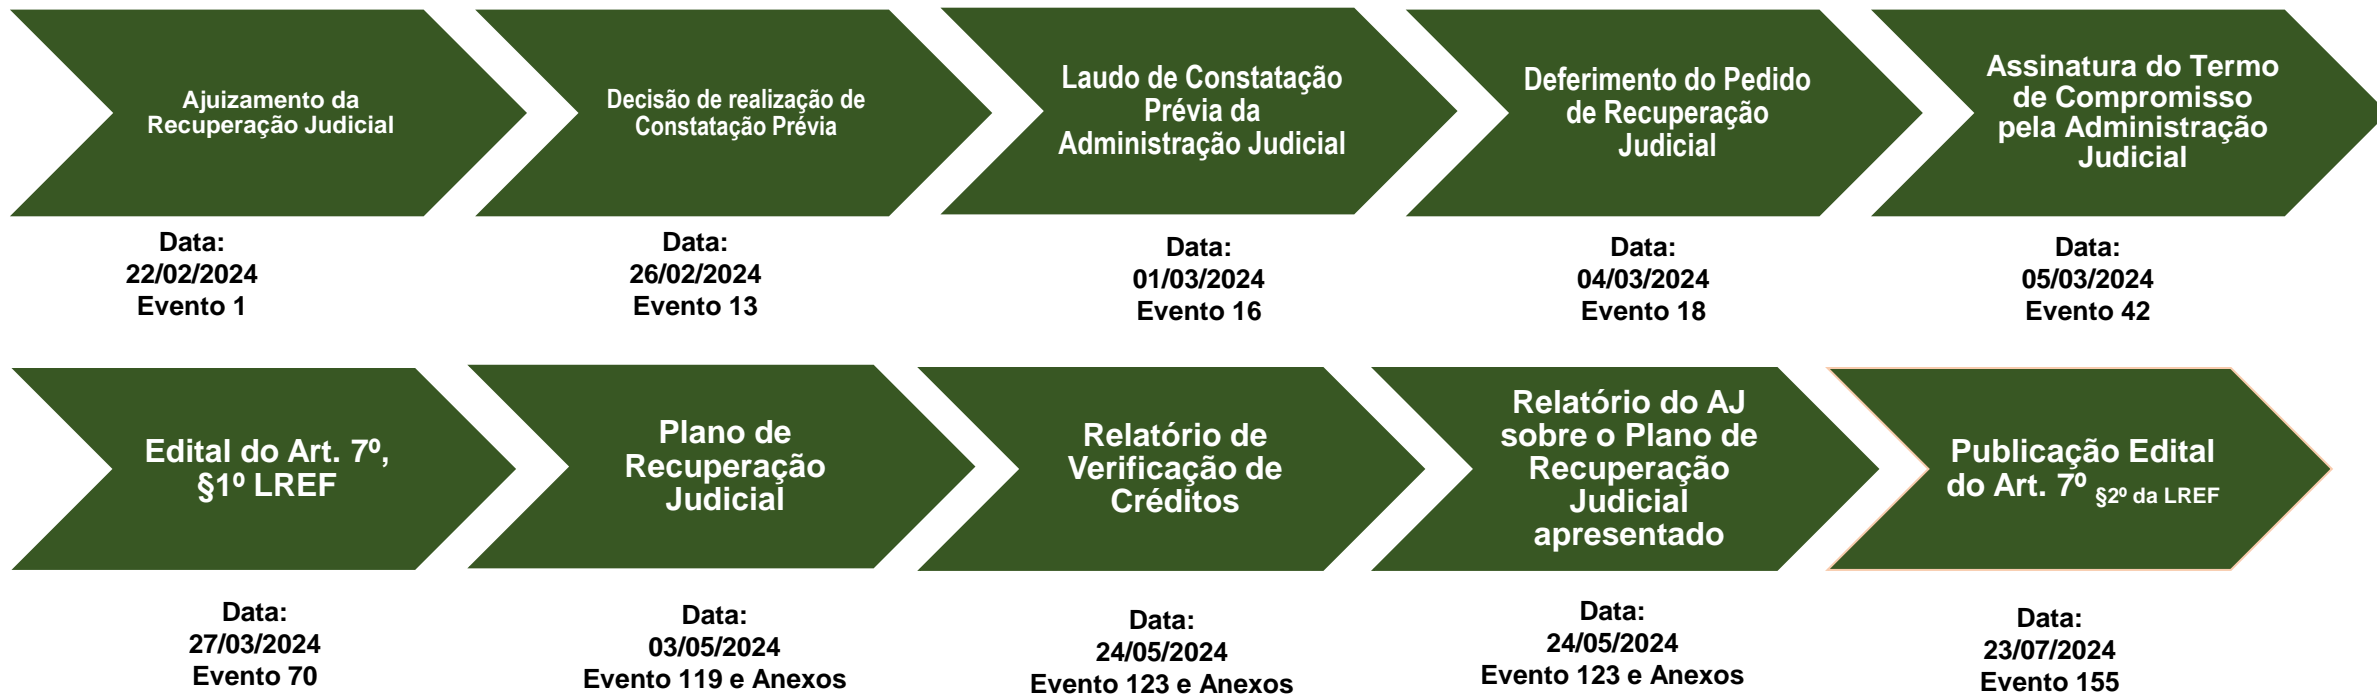 Ajuizamento da
Recuperação Judicial
Decisão de realização de
Constatação Prévia
Laudo de Constatação
Prévia da
Administração Judicial
Deferimento do Pedido
de Recuperação
Judicial
Assinatura do Termo
de Compromisso
pela Administração
Judicial
Data:
22/02/2024
Evento 1
Data:
26/02/2024
Evento 13
Data:
01/03/2024
Evento 16
Data:
04/03/2024
Evento 18
Data:
05/03/2024
Evento 42
Edital do Art. 7º,
§1º LREF
Plano de
Recuperação
Judicial
Relatório de
Verificação de
Créditos
Relatório do AJ
sobre o Plano de
Recuperação
Judicial
apresentado
Publicação Edital
do Art. 7º §2º da LREF
Data:
27/03/2024
Evento 70
Data:
03/05/2024
Evento 119 e Anexos
Data:
24/05/2024
Evento 123 e Anexos
Data:
24/05/2024
Evento 123 e Anexos
Data:
23/07/2024
Evento 155